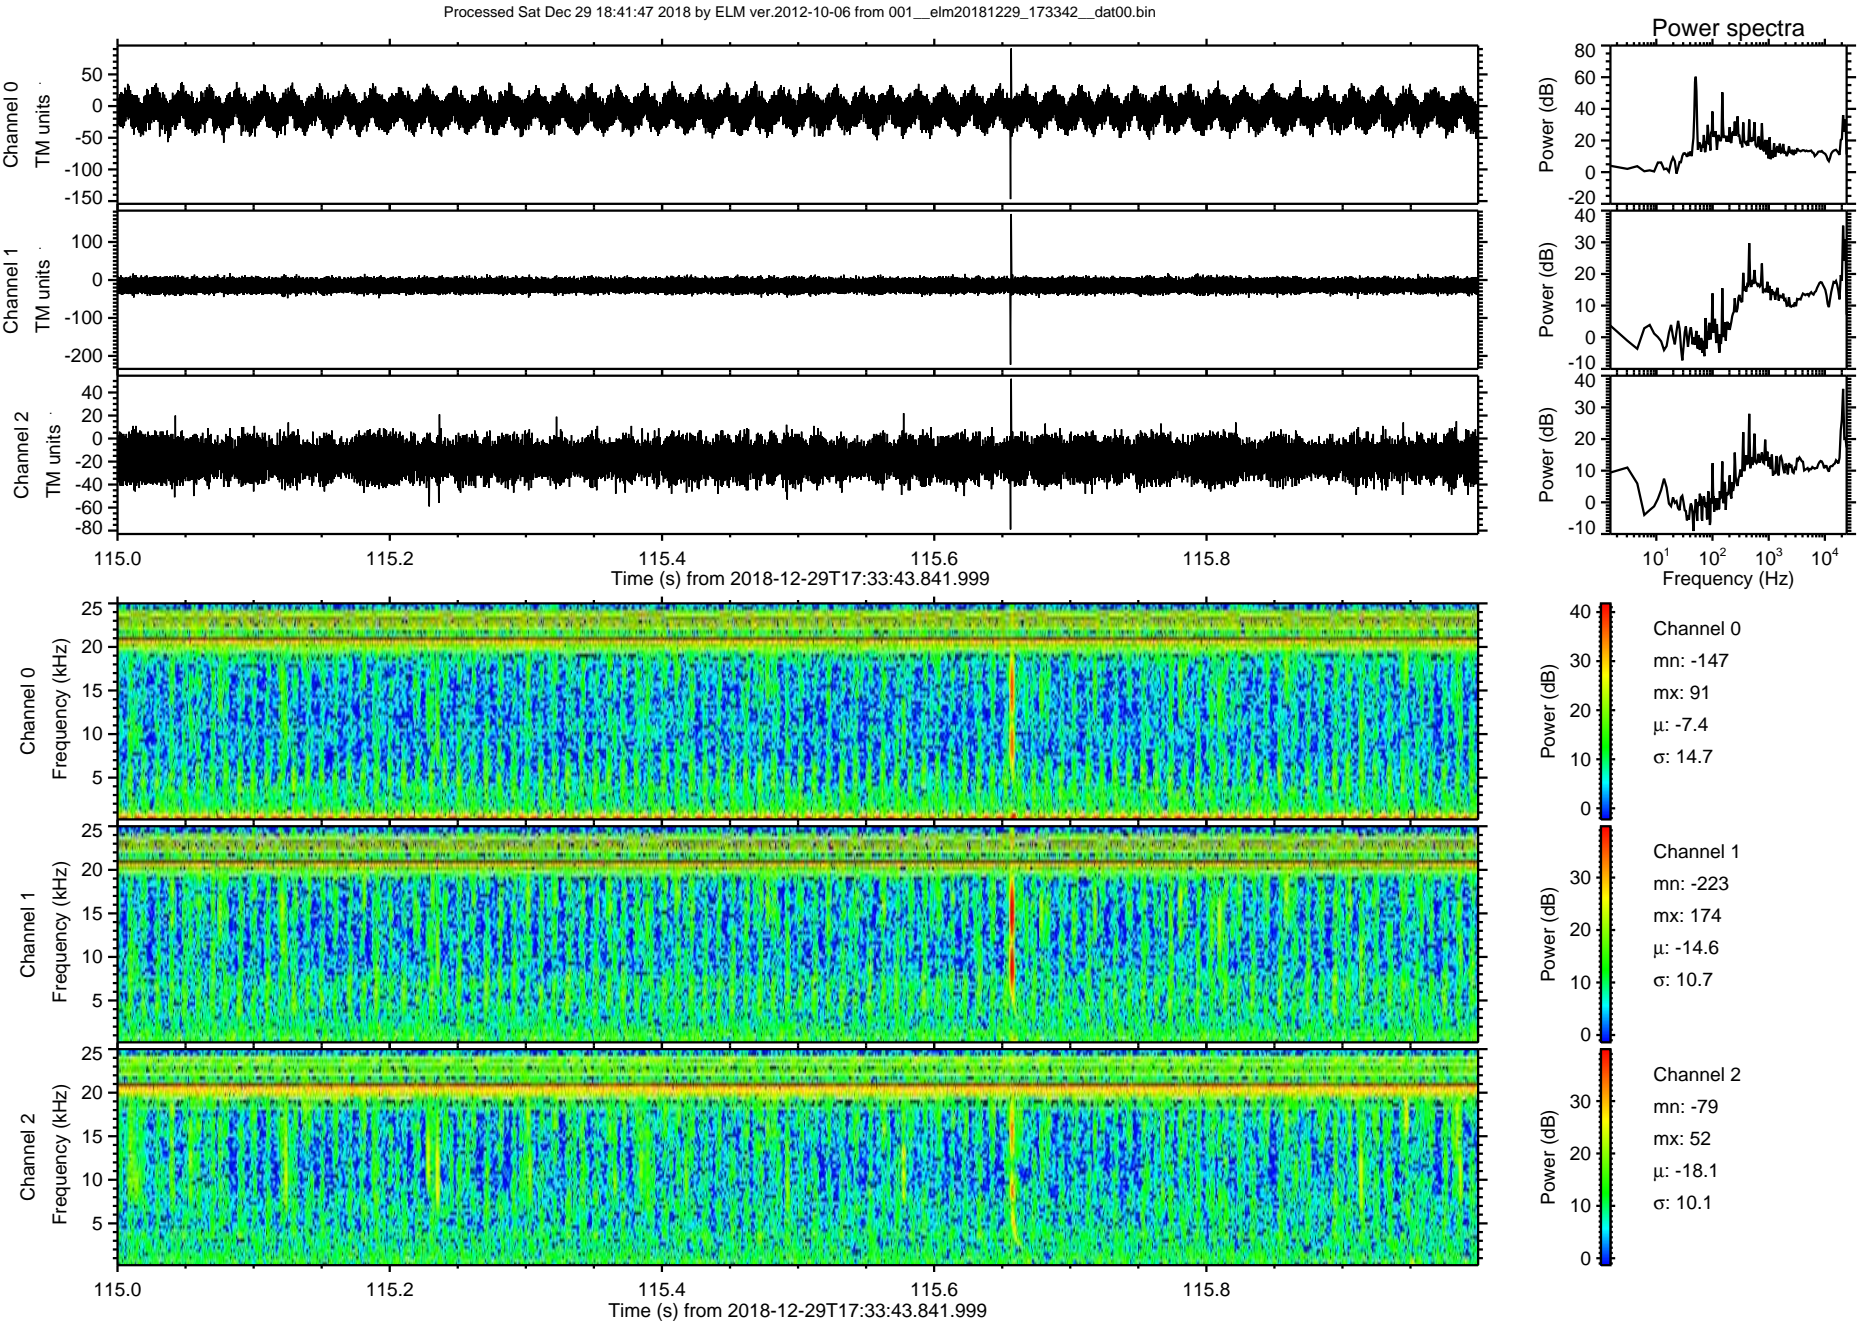 Processed Sat Dec 29 18:41:47 2018 by ELM ver.2012-10-06 from 001__elm20181229_173342__dat00.bin
Power spectra
Channel 0
TM units
50
0
-50
-100
-150
Power (dB)
80
60
40
20
0
-20
Channel 1
TM units
100
0
-100
-200
Power (dB)
40
30
20
10
0
-10
Channel 2
TM units
40
20
0
-20
-40
-60
-80
Power (dB)
40
30
20
10
0
-10
115.0 115.2 115.4 115.6 115.8
Time (s) from 2018-12-29T17:33:43.841.999
10¹ 10² 10³ 10⁴
Frequency (Hz)
Channel 0
Frequency (kHz)
25
20
15
10
5
Power (dB)
40
30
20
10
0
Channel 0
mn: -147
mx: 91
μ: -7.4
σ: 14.7
Channel 1
Frequency (kHz)
25
20
15
10
5
Power (dB)
30
20
10
0
Channel 1
mn: -223
mx: 174
μ: -14.6
σ: 10.7
Channel 2
Frequency (kHz)
25
20
15
10
5
Power (dB)
30
20
10
0
Channel 2
mn: -79
mx: 52
μ: -18.1
σ: 10.1
115.0 115.2 115.4 115.6 115.8
Time (s) from 2018-12-29T17:33:43.841.999